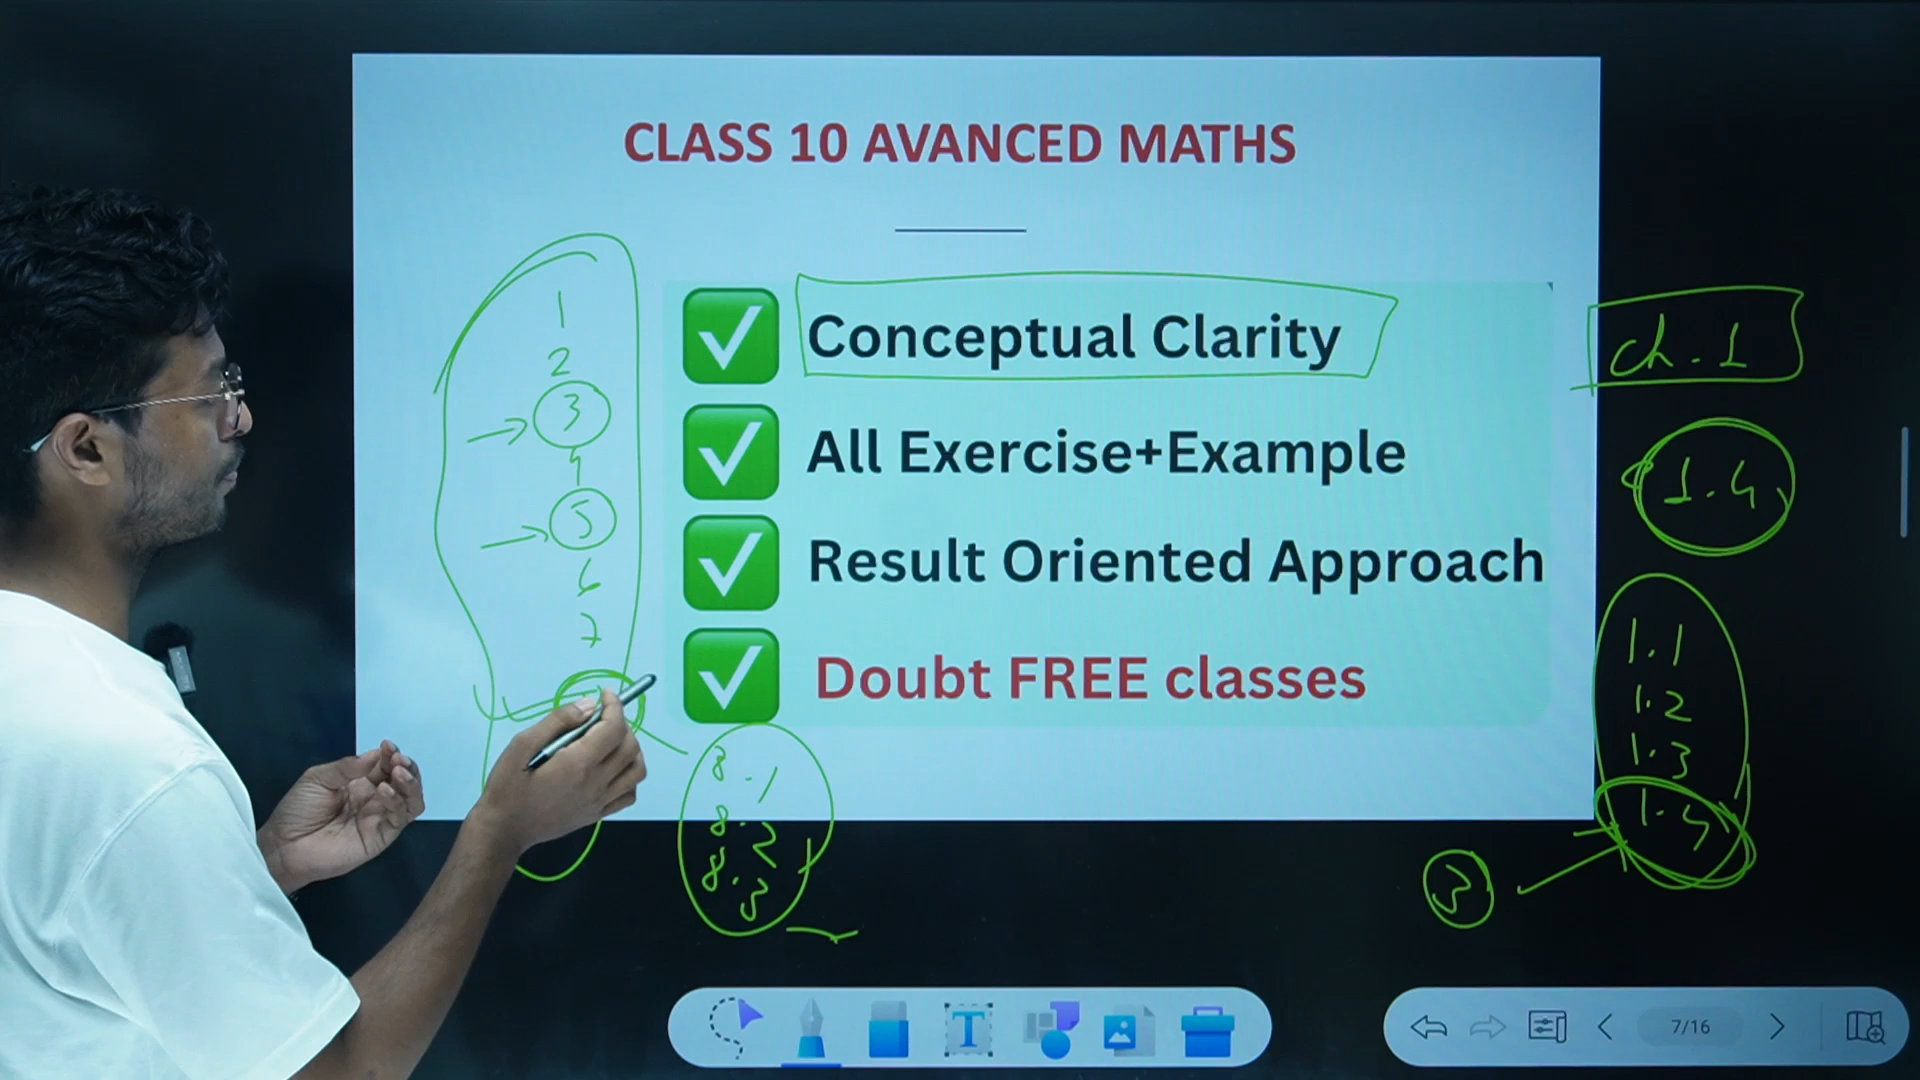 CLASS 10 AVANCED MATHS
Conceptual Clarity
All Exercise+Example
Result Oriented Approach
Doubt FREE classes
1
2
3
4
5
6
7
8.1
8.2
8.3
ch.1
1.4
1.1
1.2
1.3
1.4
3
T
7/16